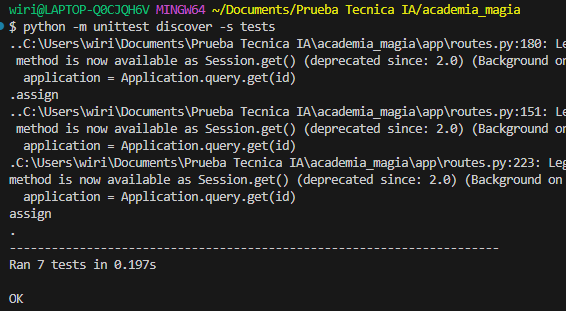 wiri@LAPTOP-Q0CJQH6V MINGW64 ~/Documents/Prueba Tecnica IA/academia_magia
$ python -m unittest discover -s tests
..C:\Users\wiri\Documents\Prueba Tecnica IA\academia_magia\app\routes.py:180: Le
method is now available as Session.get() (deprecated since: 2.0) (Background on
application = Application.query.get(id)
.assign
..C:\Users\wiri\Documents\Prueba Tecnica IA\academia_magia\app\routes.py:151: Le
method is now available as Session.get() (deprecated since: 2.0) (Background on
application = Application.query.get(id)
.C:\Users\wiri\Documents\Prueba Tecnica IA\academia_magia\app\routes.py:223: Leg
method is now available as Session.get() (deprecated since: 2.0) (Background on
application = Application.query.get(id)
assign
.
----------------------------------------------------------------------
Ran 7 tests in 0.197s
OK